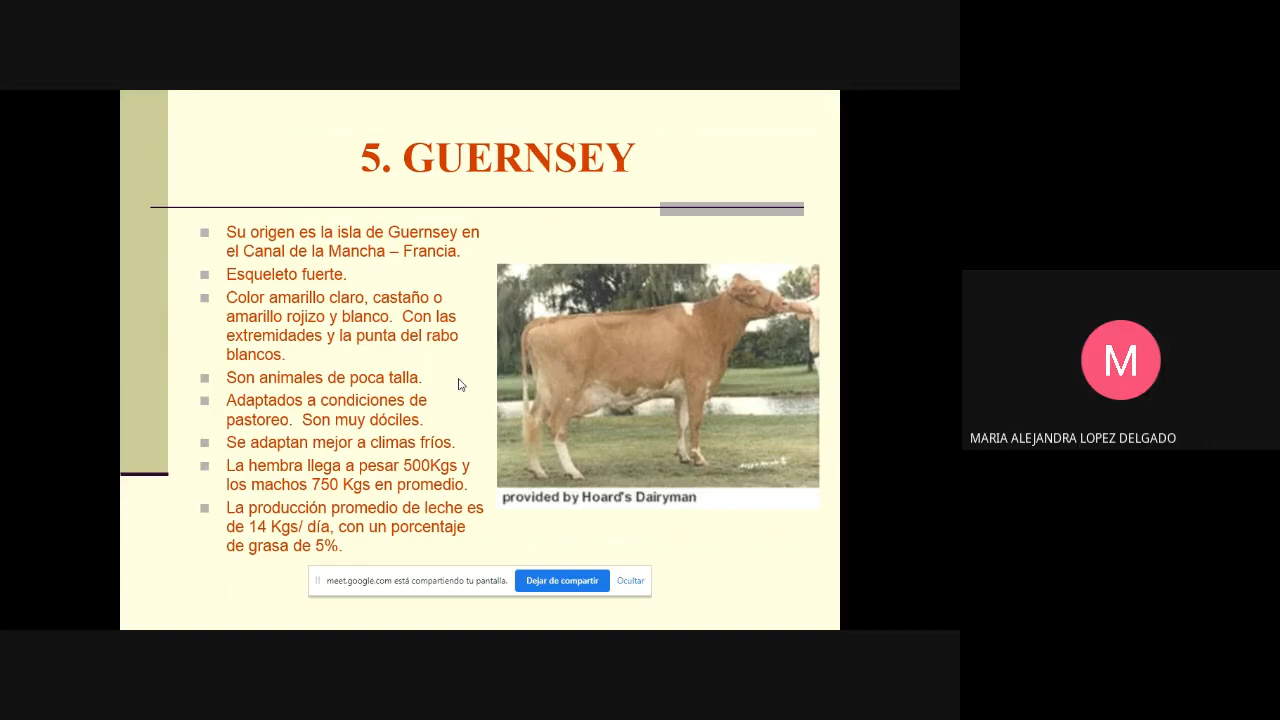 5. GUERNSEY
Su origen es la isla de Guernsey en
el Canal de la Mancha – Francia.
Esqueleto fuerte.
Color amarillo claro, castaño o
amarillo rojizo y blanco. Con las
extremidades y la punta del rabo
blancos.
Son animales de poca talla.
Adaptados a condiciones de
pastoreo. Son muy dóciles.
Se adaptan mejor a climas fríos.
La hembra llega a pesar 500Kgs y
los machos 750 Kgs en promedio.
La producción promedio de leche es
de 14 Kgs/ día, con un porcentaje
de grasa de 5%.
provided by Hoard's Dairyman
meet.google.com está compartiendo tu pantalla.
Dejar de compartir
Ocultar
M
MARIA ALEJANDRA LOPEZ DELGADO